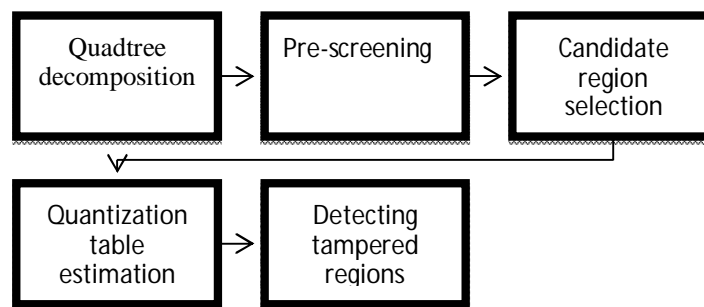 Quadtree
decomposition
Pre-screening
Candidate
region
selection
Quantization
table
estimation
Detecting
tampered
regions